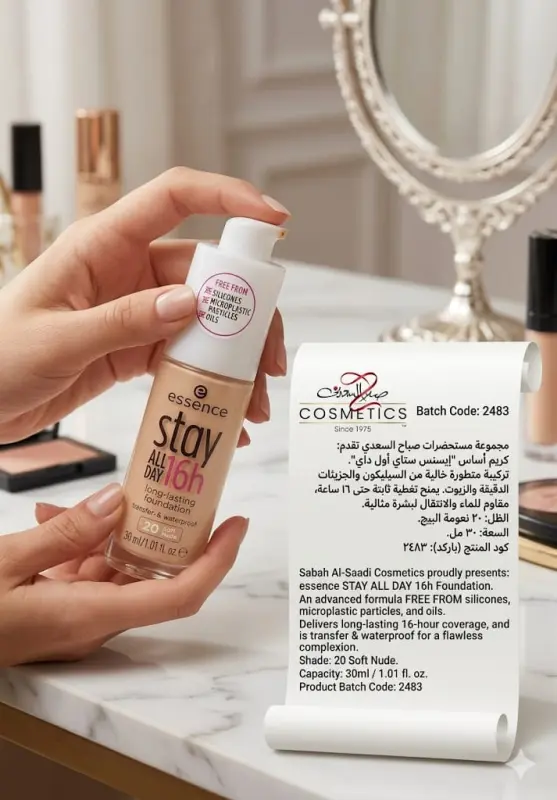 FREE FROM
SILICONES
MICROPLASTIC
PARTICLES
OILS
essence
stay
ALL
DAY 16h
long-lasting
foundation
transfer- & waterproof
20 Soft
Nude
30 ml/1.01 fl. oz. e
صباح السعدي
COSMETICS
Since 1975
Batch Code: 2483
مجموعة مستحضرات صباح السعدي تقدم:
كريم أساس "إيسنس ستاي أول داي".
تركيبة متطورة خالية من السيليكون والجزيئات
الدقيقة والزيوت. يمنح تغطية ثابتة حتى ١٦ ساعة،
مقاوم للماء والانتقال لبشرة مثالية.
الظل: ٢٠ نعومة البيج.
السعة: ٣٠ مل.
كود المنتج (باركد): ٢٤٨٣
Sabah Al-Saadi Cosmetics proudly presents:
essence STAY ALL DAY 16h Foundation.
An advanced formula FREE FROM silicones,
microplastic particles, and oils.
Delivers long-lasting 16-hour coverage, and
is transfer & waterproof for a flawless
complexion.
Shade: 20 Soft Nude.
Capacity: 30ml / 1.01 fl. oz.
Product Batch Code: 2483